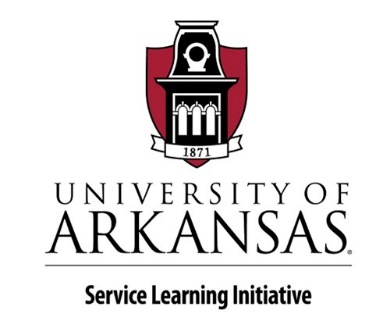 1871
UNIVERSITY OF
ARKANSAS®
Service Learning Initiative